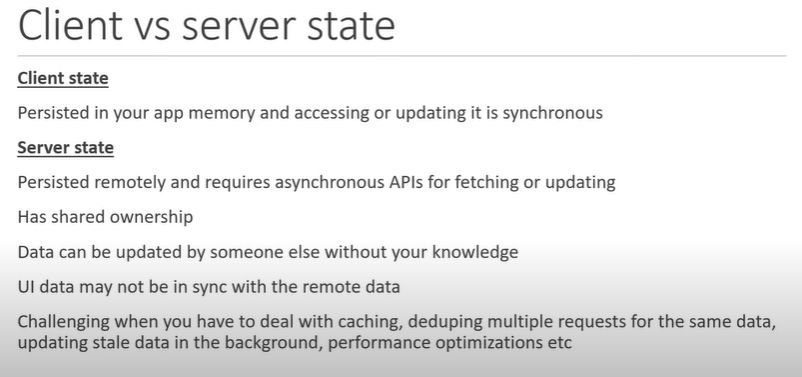 Client vs server state
Client state
Persisted in your app memory and accessing or updating it is synchronous
Server state
Persisted remotely and requires asynchronous APIs for fetching or updating
Has shared ownership
Data can be updated by someone else without your knowledge
UI data may not be in sync with the remote data
Challenging when you have to deal with caching, deduping multiple requests for the same data,
updating stale data in the background, performance optimizations etc